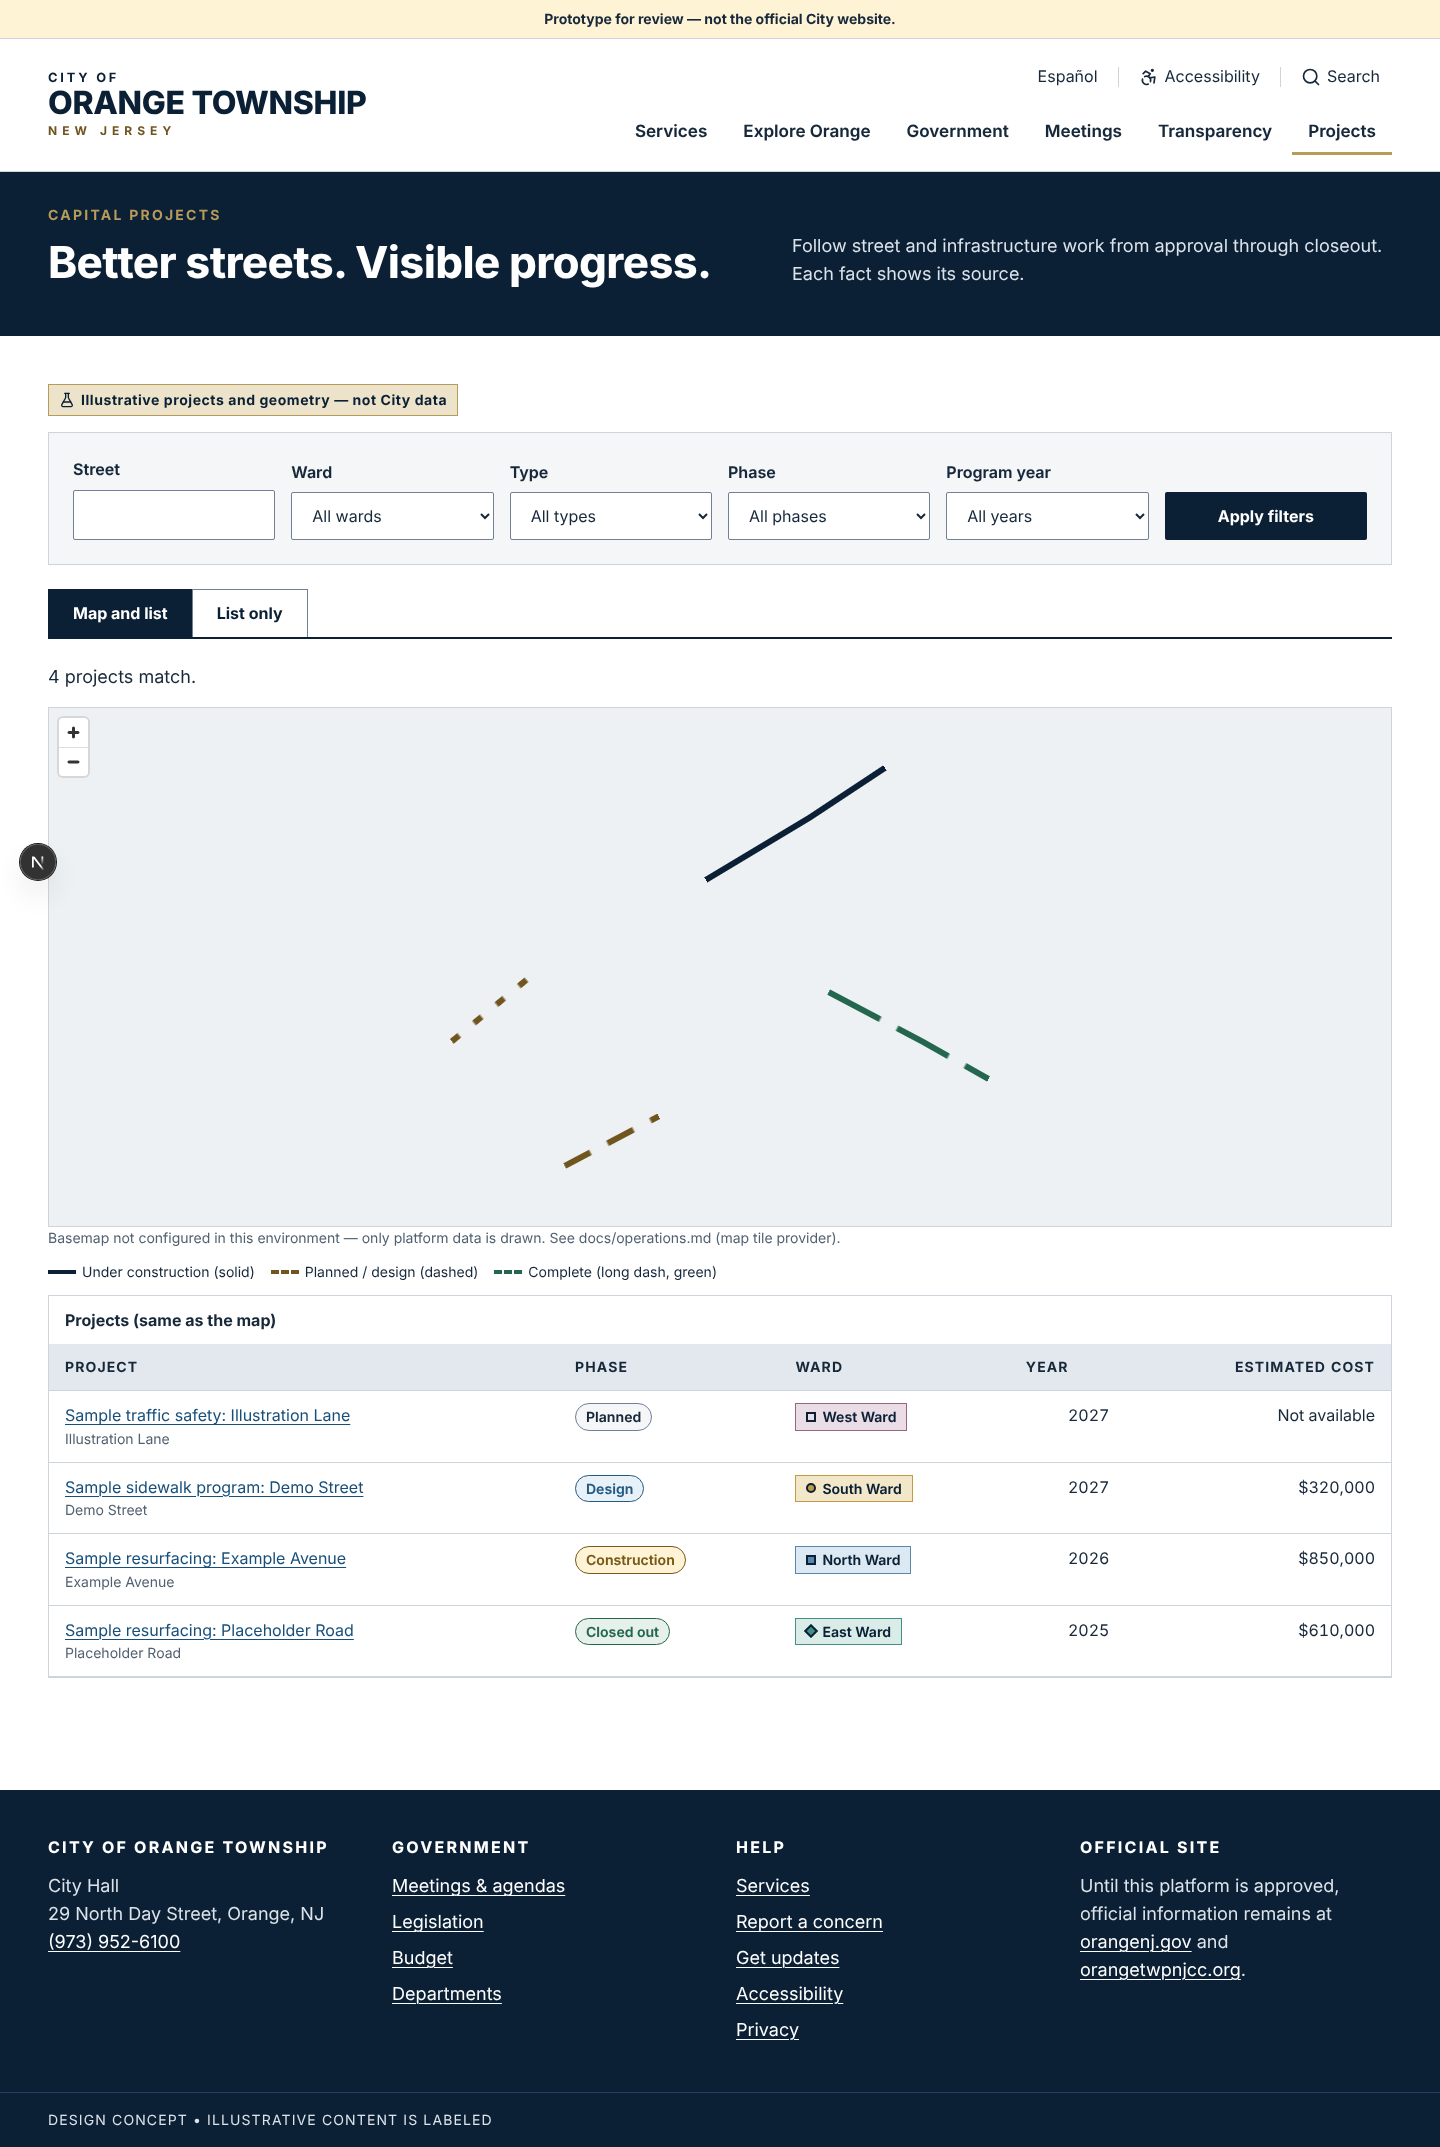 Prototype for review — not the official City website.
CITY OF
ORANGE TOWNSHIP
NEW JERSEY
Español
Accessibility
Search
Services
Explore Orange
Government
Meetings
Transparency
Projects
CAPITAL PROJECTS
Better streets. Visible progress.
Follow street and infrastructure work from approval through closeout.
Each fact shows its source.
Illustrative projects and geometry — not City data
Street
Ward
Type
Phase
Program year
All wards
All types
All phases
All years
Apply filters
Map and list
List only
4 projects match.
+
−
N
Basemap not configured in this environment — only platform data is drawn. See docs/operations.md (map tile provider).
Under construction (solid)
Planned / design (dashed)
Complete (long dash, green)
Projects (same as the map)
PROJECT PHASE WARD YEAR ESTIMATED COST
Sample traffic safety: Illustration Lane Planned West Ward 2027 Not available
Illustration Lane
Sample sidewalk program: Demo Street Design South Ward 2027 $320,000
Demo Street
Sample resurfacing: Example Avenue Construction North Ward 2026 $850,000
Example Avenue
Sample resurfacing: Placeholder Road Closed out East Ward 2025 $610,000
Placeholder Road
CITY OF ORANGE TOWNSHIP
City Hall
29 North Day Street, Orange, NJ
(973) 952-6100
GOVERNMENT
Meetings & agendas
Legislation
Budget
Departments
HELP
Services
Report a concern
Get updates
Accessibility
Privacy
OFFICIAL SITE
Until this platform is approved,
official information remains at
orangenj.gov and
orangetwpnjcc.org.
DESIGN CONCEPT • ILLUSTRATIVE CONTENT IS LABELED